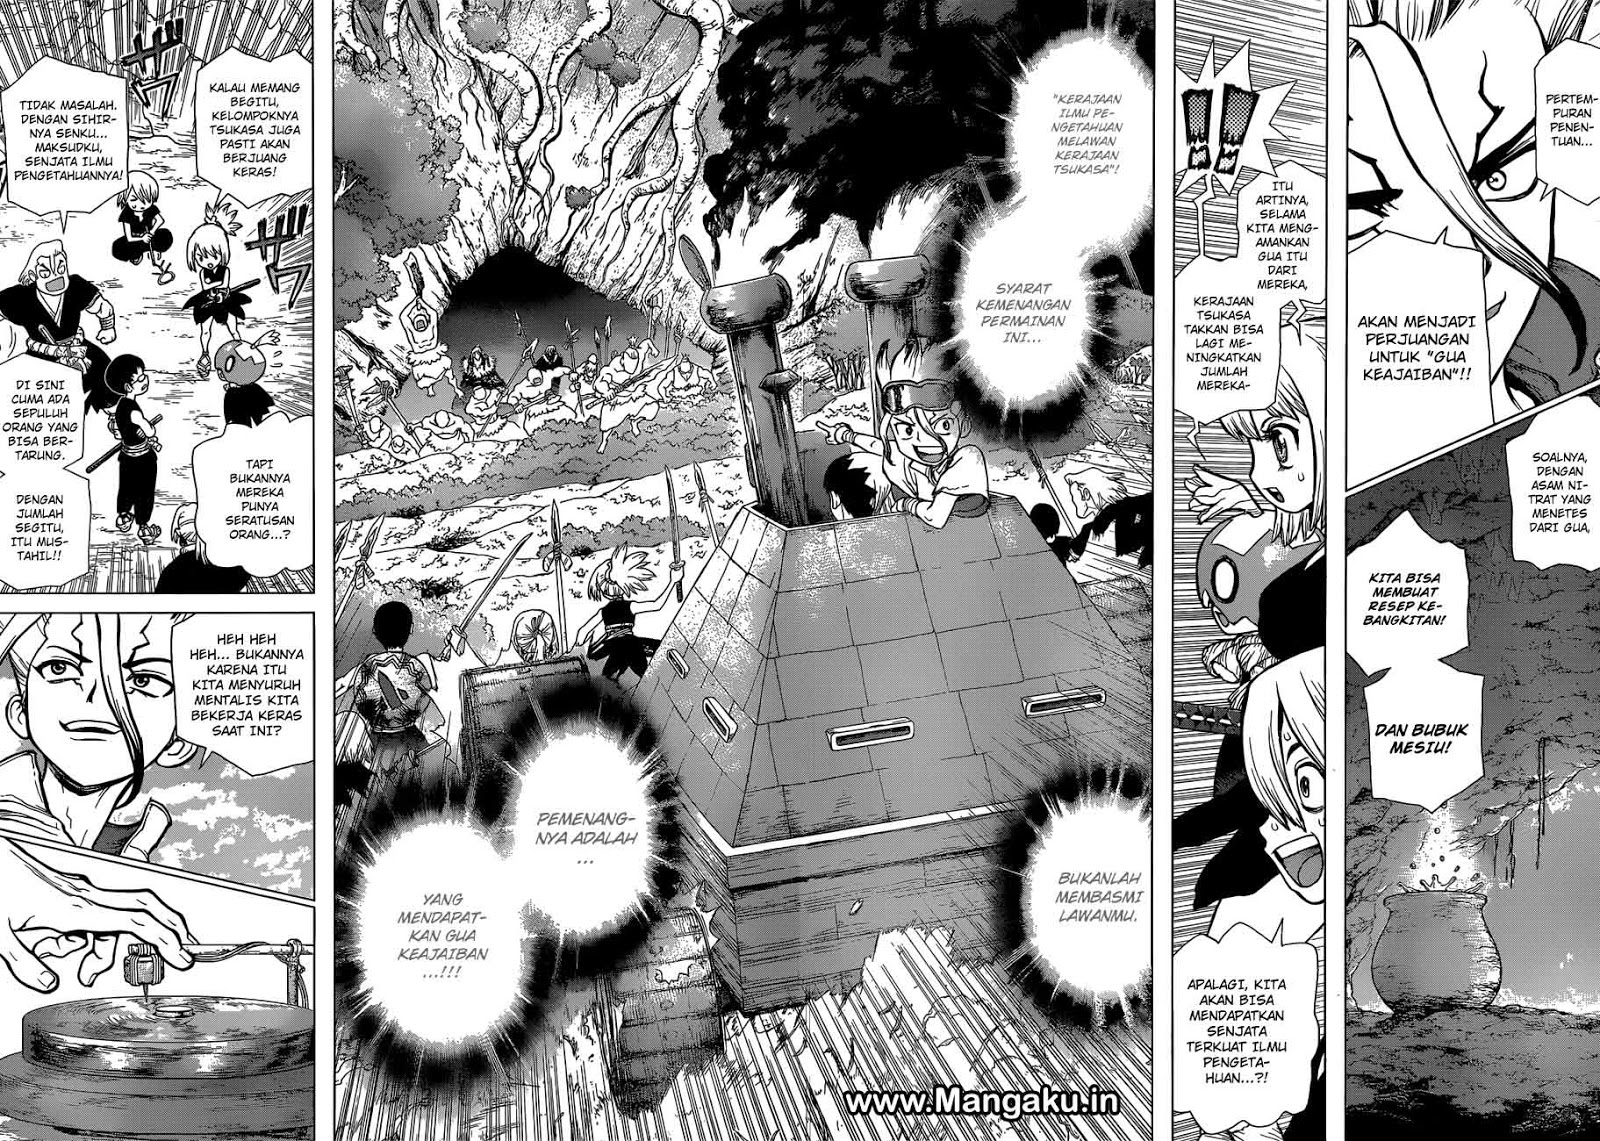 PERTEM-
PURAN
PENEN-
TUAN...
AKAN MENJADI
PERJUANGAN
UNTUK "GUA
KEAJAIBAN"!!
SOALNYA,
DENGAN
ASAM NI-
TRAT YANG
MENETES
DARI GUA,
KITA BISA
MEMBUAT
RESEP KE-
BANGKITAN!
DAN BUBUK
MESIU!
!!
ITU
ARTINYA,
SELAMA
KITA MENG-
AMANKAN
GUA ITU
DARI
MEREKA,
KERAJAAN
TSUKASA
TAKKAN BISA
LAGI ME-
NINGKATKAN
JUMLAH
MEREKA-
APALAGI, KITA
AKAN BISA
MENDAPATKAN
SENJATA
TERKUAT ILMU
PENGETA-
HUAN...?!
"KERAJAAN
ILMU PE-
NGETAHUAN
MELAWAN
KERAJAAN
TSUKASA"!
SYARAT
KEMENANGAN
PERMAINAN
INI...
BUKANLAH
MEMBASMI
LAWANMU.
PEMENANG-
NYA ADALAH
...
YANG
MENDAPAT-
KAN GUA
KEAJAIBAN
...!!!
KALAU MEMANG
BEGITU,
KELOMPOKNYA
TSUKASA JUGA
PASTI AKAN
BERJUANG
KERAS!
ザワ
TIDAK MASALAH.
DENGAN SIHIR-
NYA SENKU...
MAKSUDKU,
SENJATA ILMU
PENGETAHUANNYA!
ザワ
TAPI
BUKANNYA
MEREKA
PUNYA
SERATUSAN
ORANG...?
DI SINI
CUMA ADA
SEPULUH
ORANG YANG
BISA BER-
TARUNG.
DENGAN
JUMLAH
SEGITU,
ITU MUS-
TAHIL!!
HEH HEH
HEH... BUKANNYA
KARENA ITU
KITA MENYURUH
MENTALIS KITA
BEKERJA KERAS
SAAT INI?
www.Mangaku.in